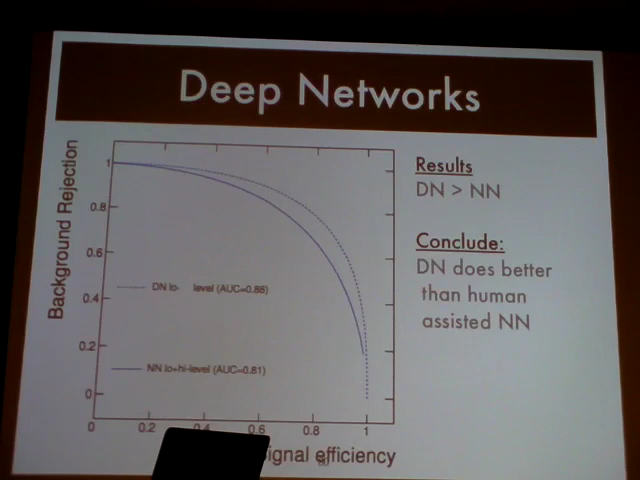 Deep Networks
Background Rejection
1
0.8
0.6
0.4
0.2
0
DN lo- level (AUC=0.88)
NN lo+hi-level (AUC=0.81)
0 0.2 0.4 0.6 0.8 1
ignal efficiency
Results
DN > NN
Conclude:
DN does better
than human
assisted NN